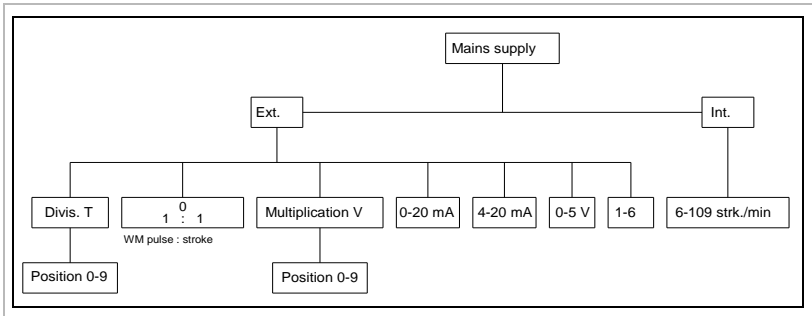 Mains supply
Ext.
Int.
Divis. T
0
1 : 1
WM pulse : stroke
Multiplication V
0-20 mA
4-20 mA
0-5 V
1-6
6-109 strk./min
Position 0-9
Position 0-9